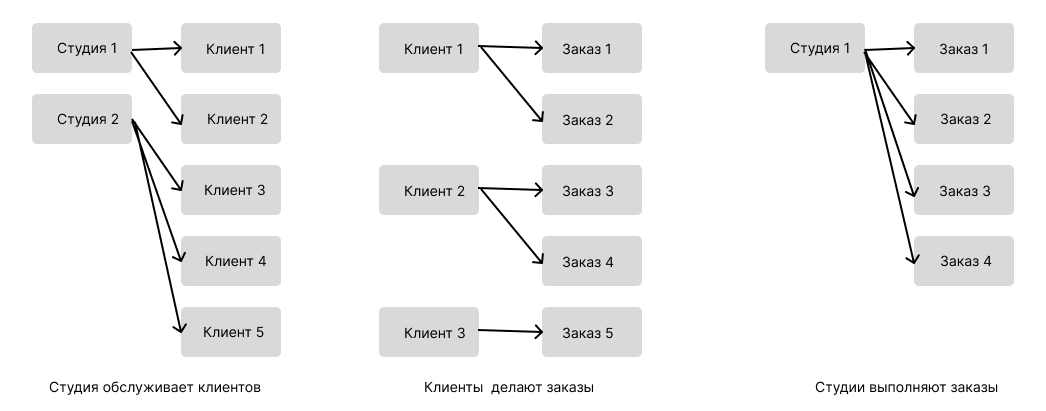 Студия 1
Клиент 1
Клиент 2
Студия 2
Клиент 3
Клиент 4
Клиент 5
Студия обслуживает клиентов
Клиент 1
Заказ 1
Заказ 2
Клиент 2
Заказ 3
Заказ 4
Клиент 3
Заказ 5
Клиенты делают заказы
Студия 1
Заказ 1
Заказ 2
Заказ 3
Заказ 4
Студии выполняют заказы